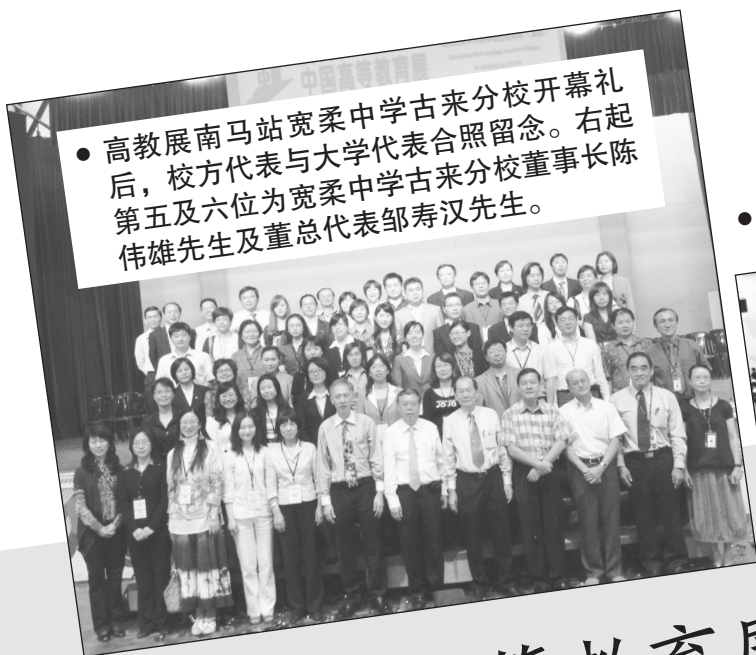 中国高等教育展
• 高教展南马站宽柔中学古来分校开幕礼
后，校方代表与大学代表合照留念。右起
第五及六位为宽柔中学古来分校董事长陈
伟雄先生及董总代表邹寿汉先生。
•
JOJO
教育